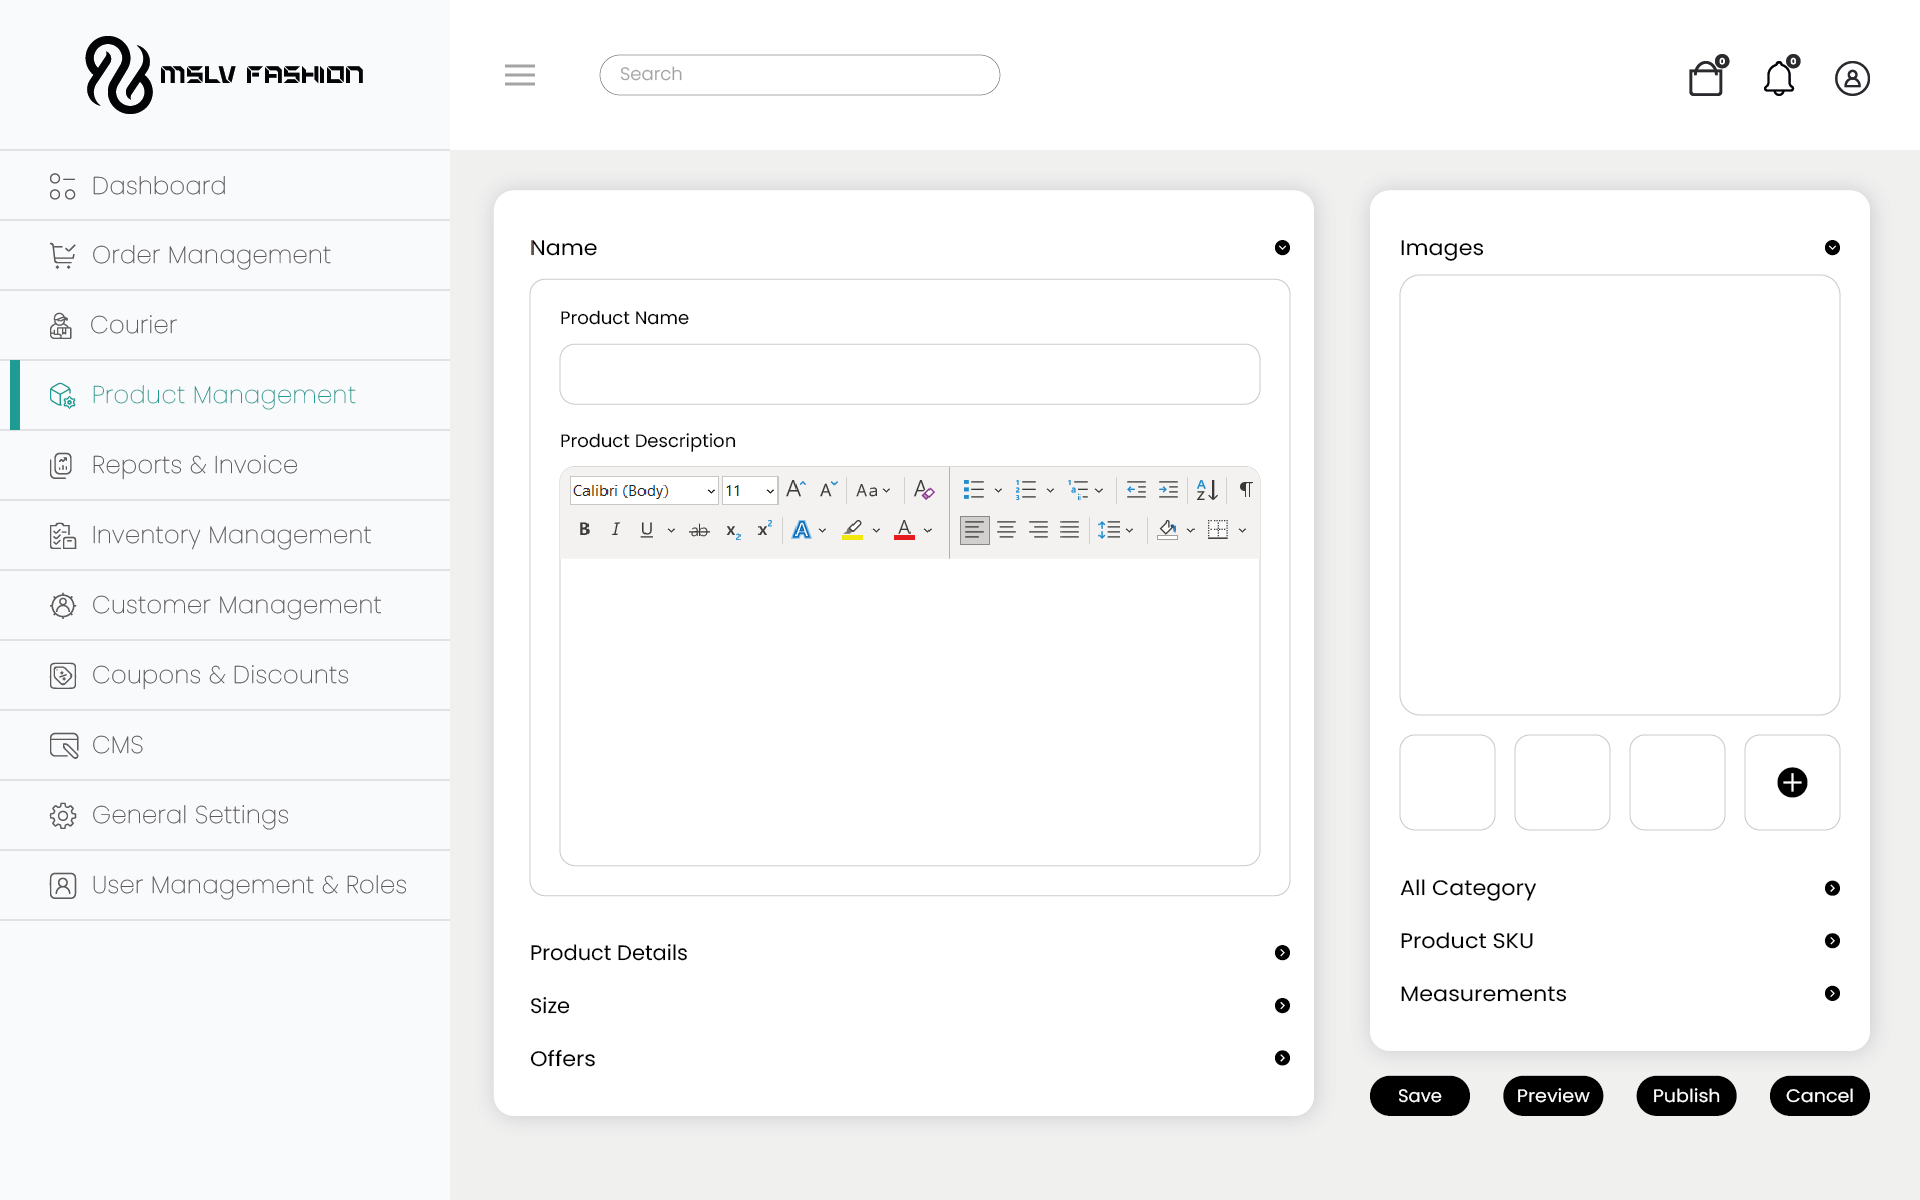 MSLV FASHION
Search
0
0
Dashboard
Order Management
Courier
Product Management
Reports & Invoice
Inventory Management
Customer Management
Coupons & Discounts
CMS
General Settings
User Management & Roles
Name
Product Name
Product Description
Calibri (Body) 11 Aa
B I U ab x₂ x² A A
Product Details
Size
Offers
Images
All Category
Product SKU
Measurements
Save Preview Publish Cancel